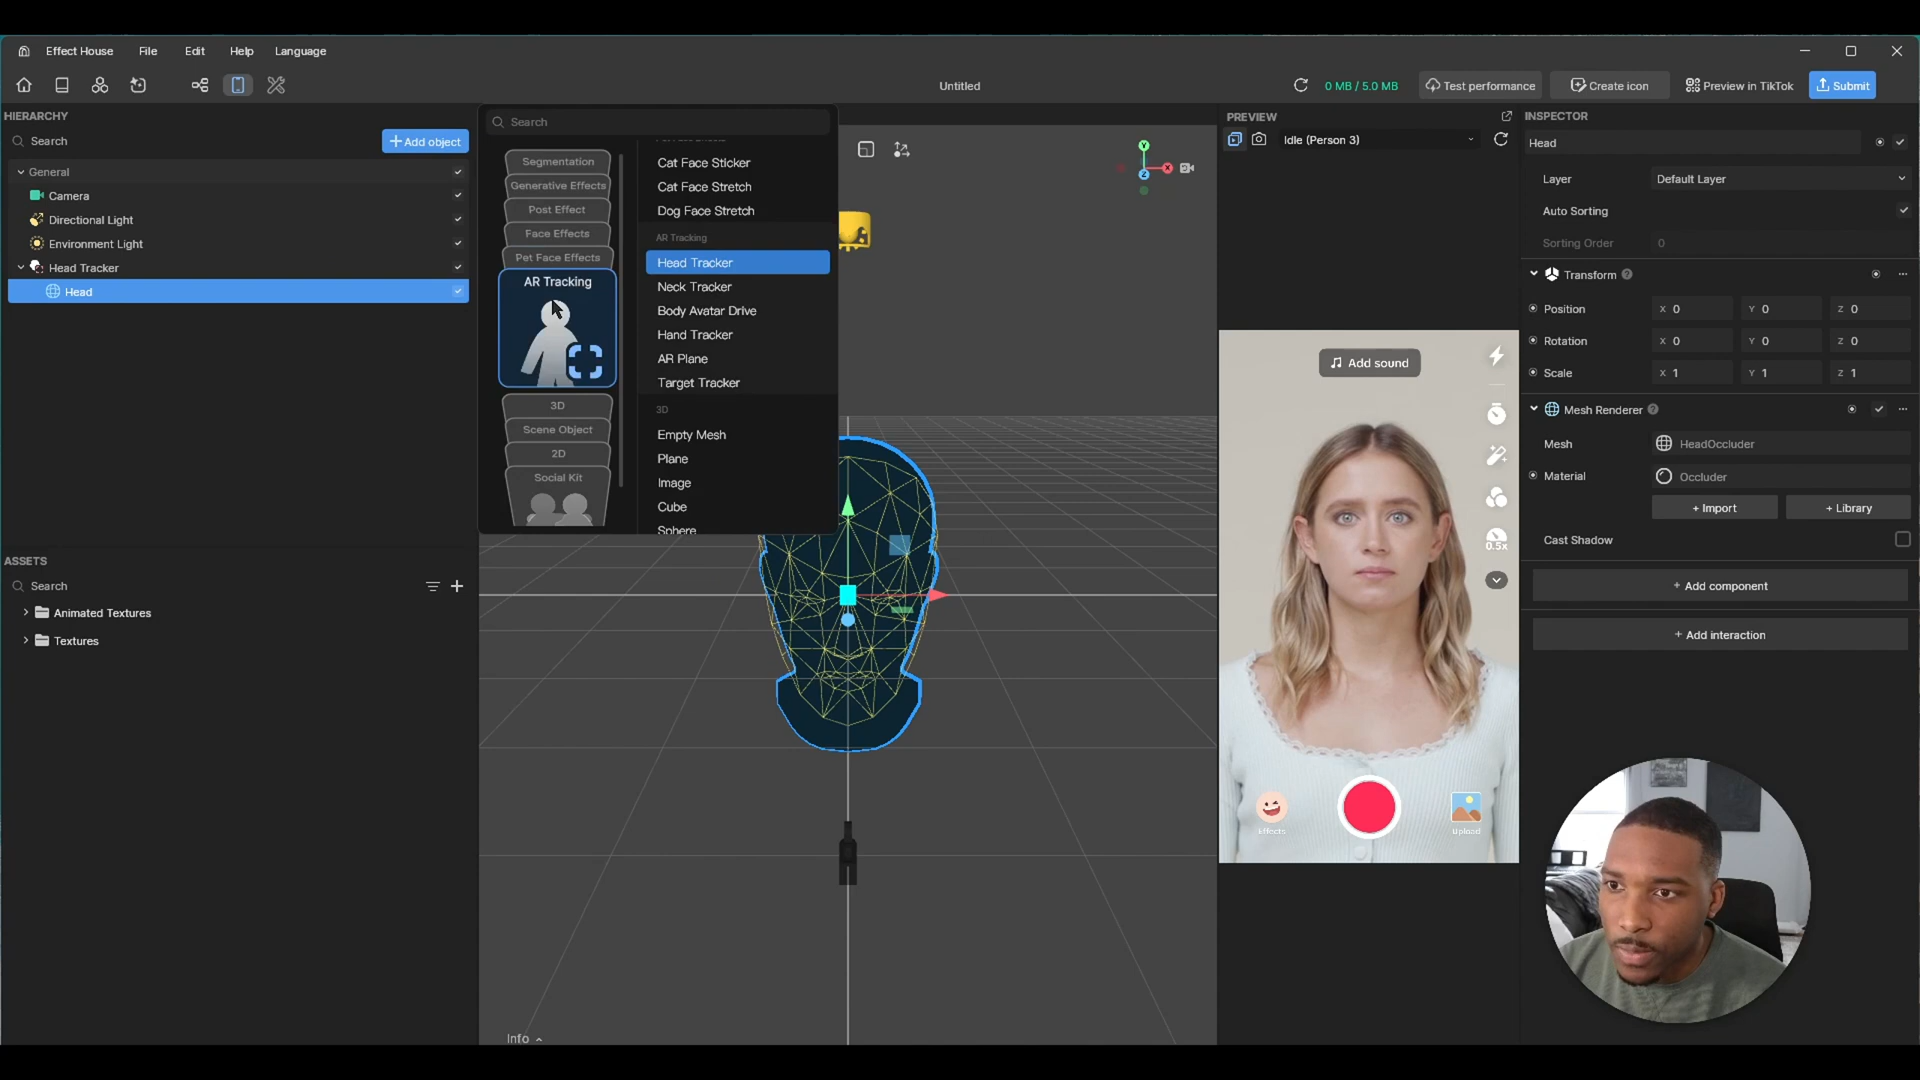 Effect House File Edit Help Language
Untitled
0 MB / 5.0 MB
Test performance
Create icon
Preview in TikTok
Submit
HIERARCHY
Search
+ Add object
General
Camera
Directional Light
Environment Light
Head Tracker
Head
ASSETS
Search
Animated Textures
Textures
Search
Segmentation
Generative Effects
Post Effect
Face Effects
Pet Face Effects
AR Tracking
3D
Scene Object
2D
Social Kit
Cat Face Sticker
Cat Face Stretch
Dog Face Stretch
AR Tracking
Head Tracker
Neck Tracker
Body Avatar Drive
Hand Tracker
AR Plane
Target Tracker
3D
Empty Mesh
Plane
Image
Cube
Sphere
Y
X
Z
Info
PREVIEW
Idle (Person 3)
Add sound
0.5x
Effects
Upload
INSPECTOR
Head
Layer Default Layer
Auto Sorting
Sorting Order 0
Transform
Position X 0 Y 0 Z 0
Rotation X 0 Y 0 Z 0
Scale X 1 Y 1 Z 1
Mesh Renderer
Mesh HeadOccluder
Material Occluder
+ Import + Library
Cast Shadow
+ Add component
+ Add interaction